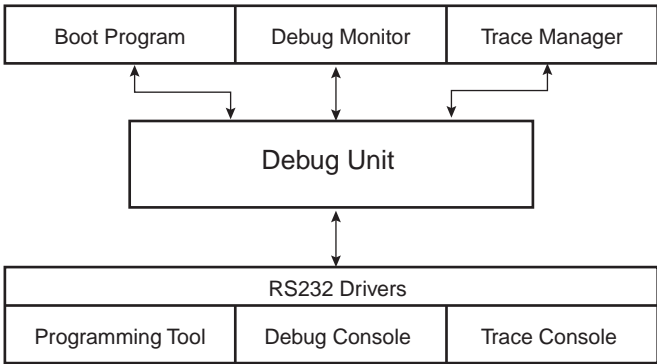 Boot Program
Debug Monitor
Trace Manager
Debug Unit
RS232 Drivers
Programming Tool
Debug Console
Trace Console